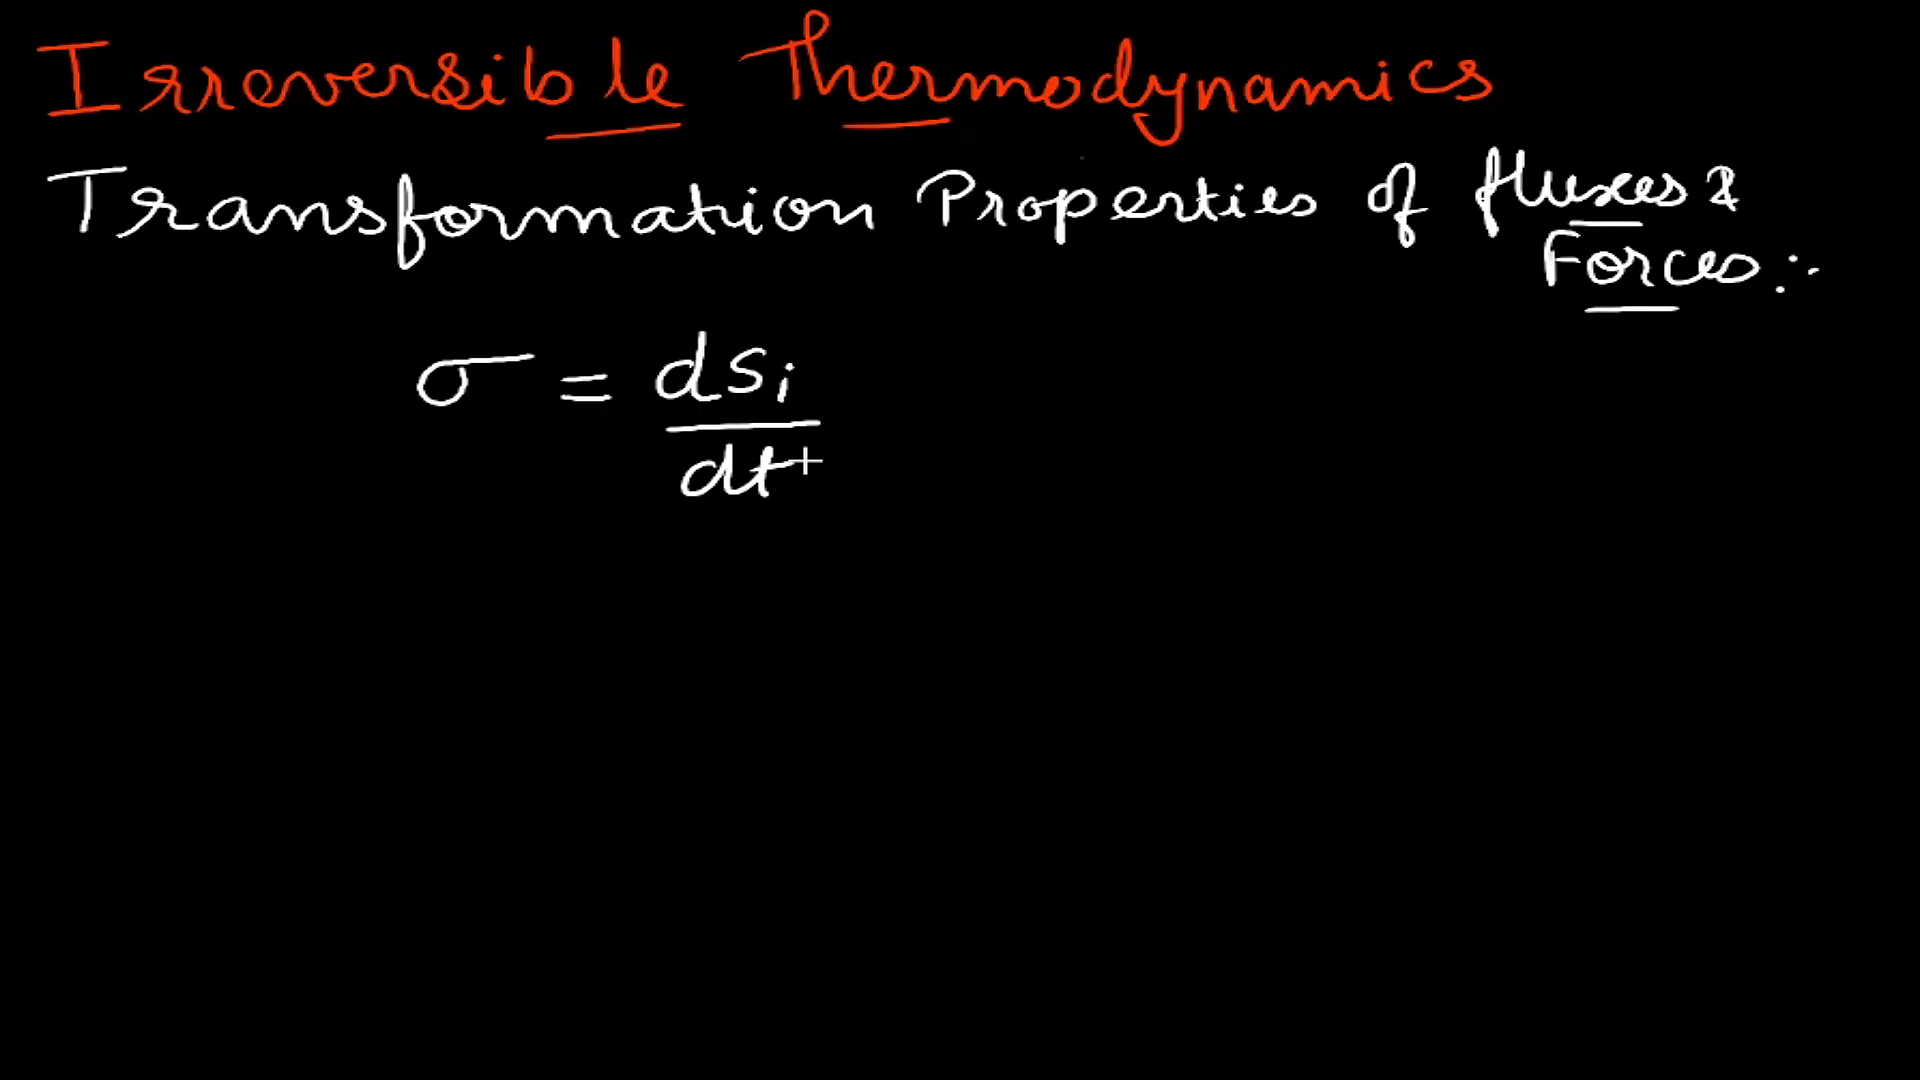 Irreversible Thermodynamics
Transformation Properties of fluxes &
Forces:-
σ = dSi
dt